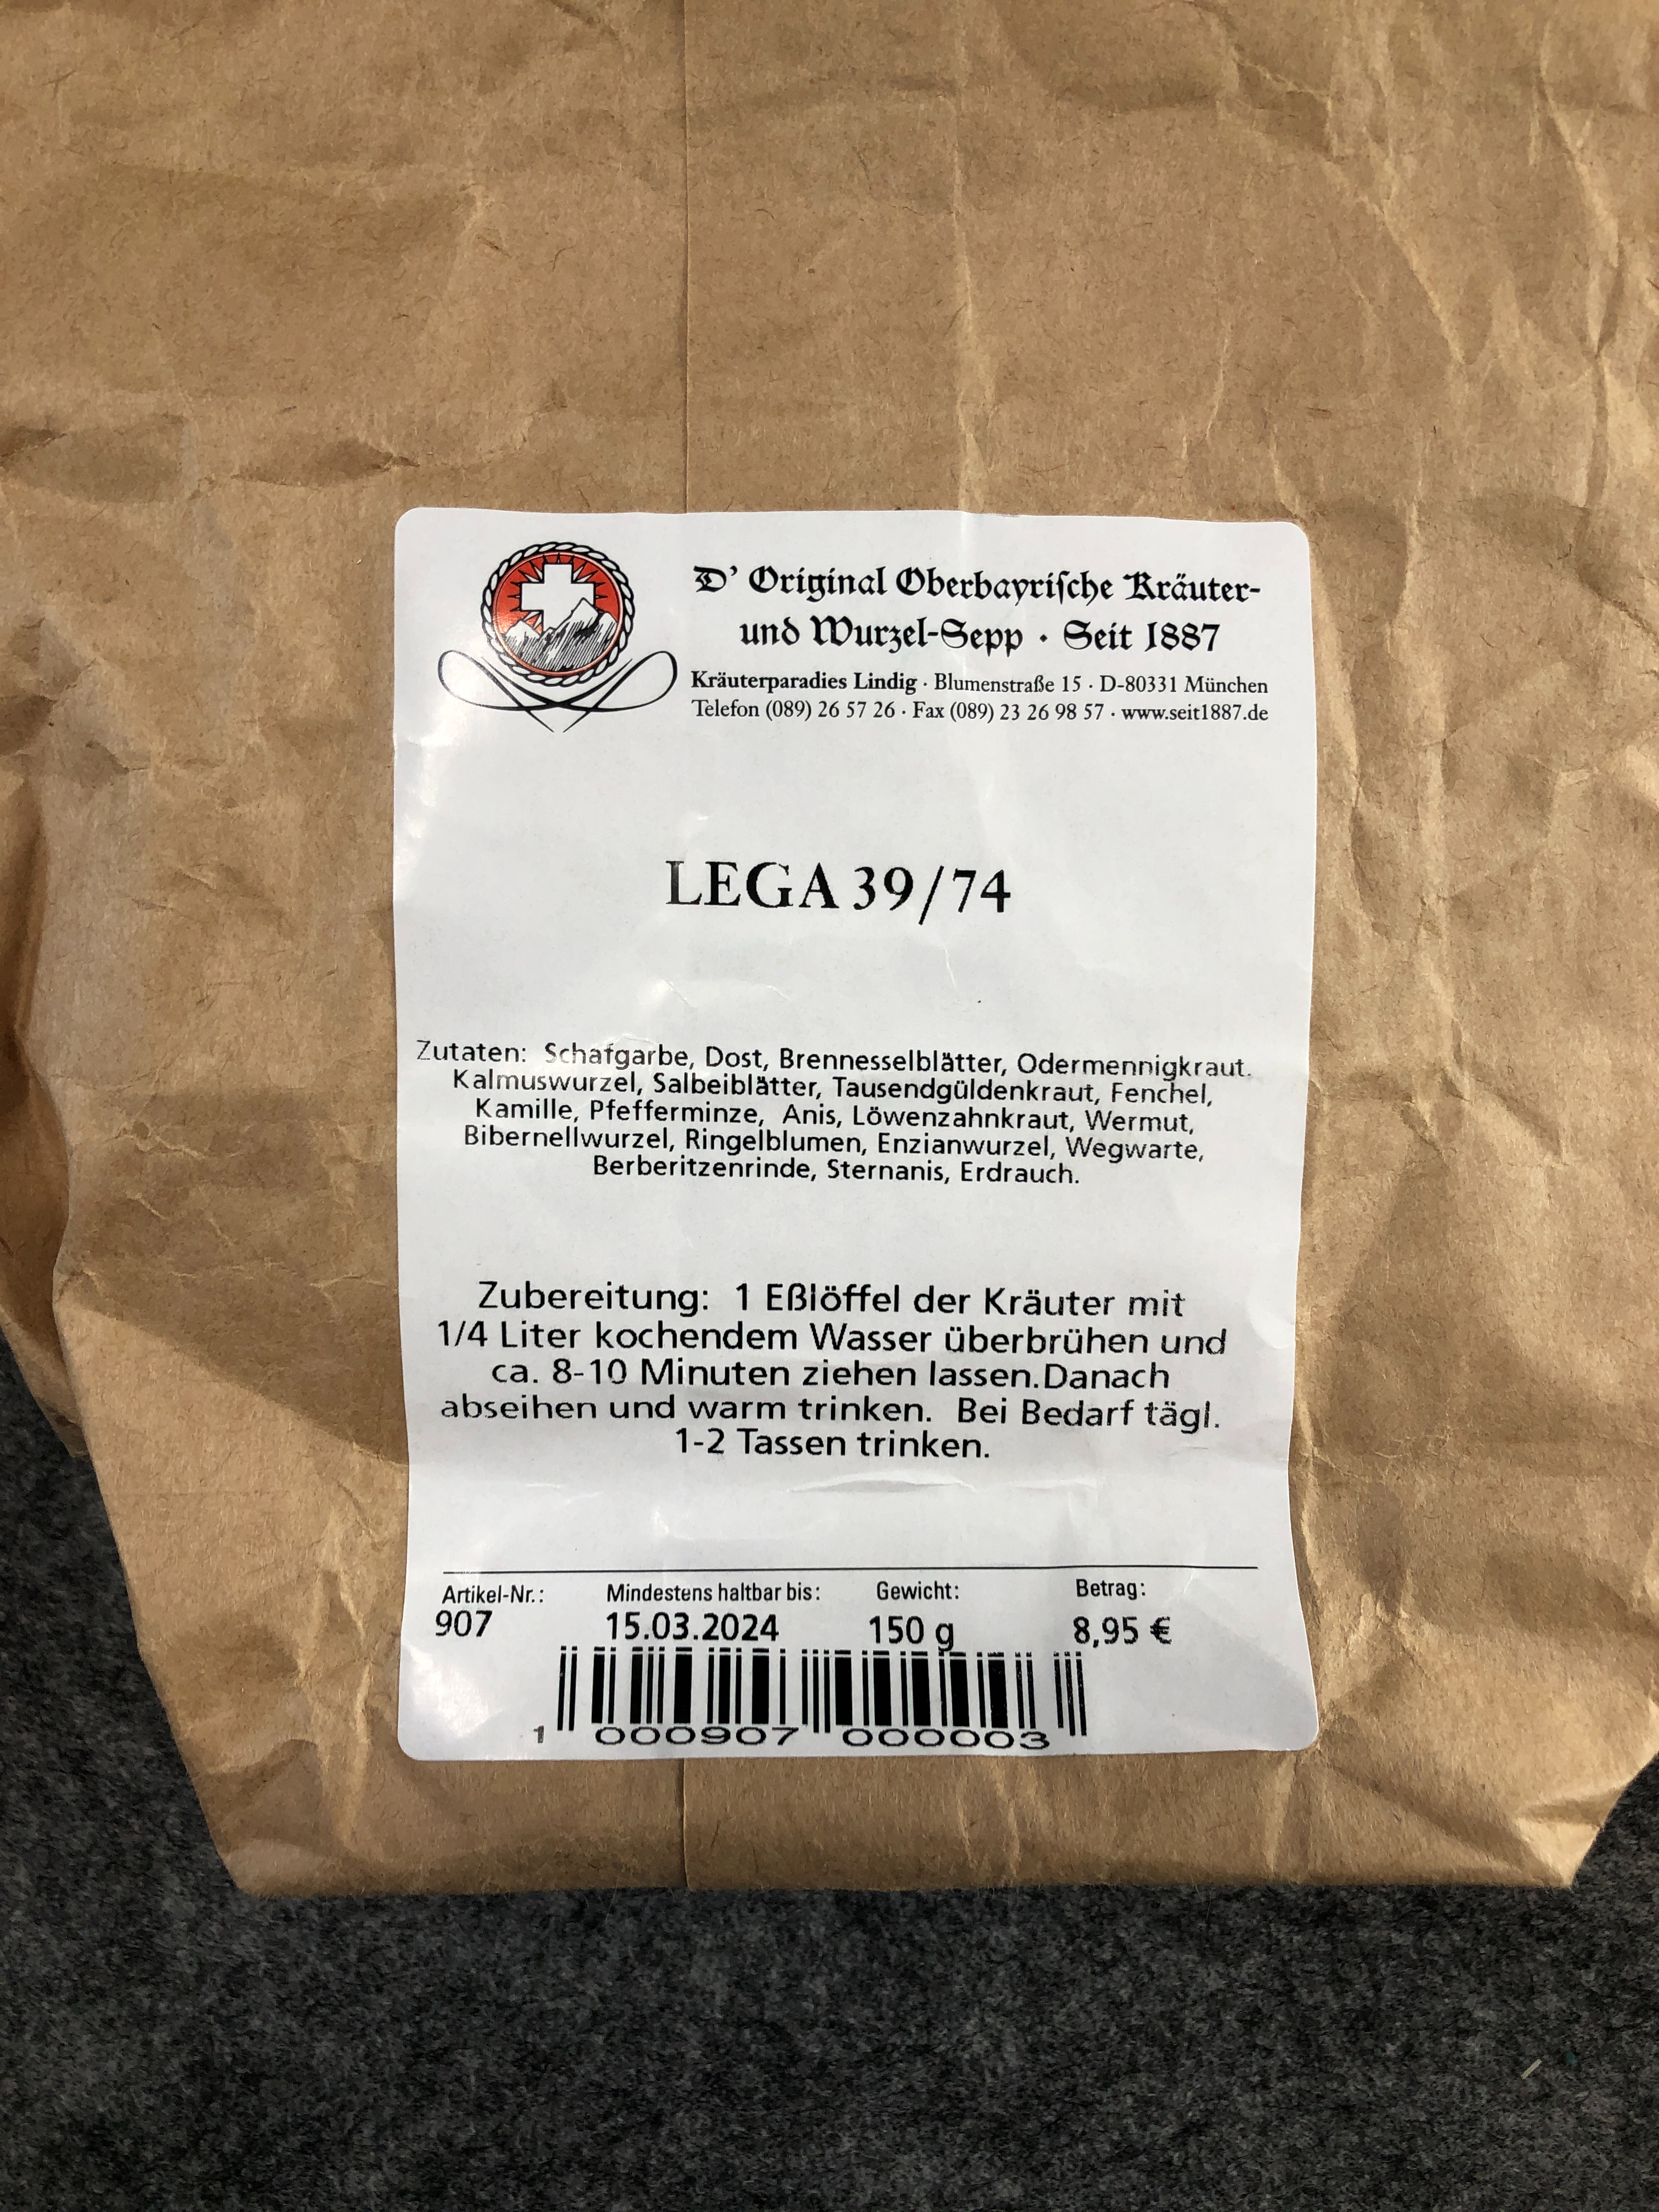 D' Original Oberbayrische Kräuter-
und Wurzel-Sepp · Seit 1887
Kräuterparadies Lindig · Blumenstraße 15 · D-80331 München
Telefon (089) 26 57 26 · Fax (089) 23 26 98 57 · www.seit1887.de
LEGA 39/74
Zutaten: Schafgarbe, Dost, Brennesselblätter, Odermennigkraut.
Kalmuswurzel, Salbeiblätter, Tausendgüldenkraut, Fenchel,
Kamille, Pfefferminze, Anis, Löwenzahnkraut, Wermut,
Bibernellwurzel, Ringelblumen, Enzianwurzel, Wegwarte,
Berberitzenrinde, Sternanis, Erdrauch.
Zubereitung: 1 Eßlöffel der Kräuter mit
1/4 Liter kochendem Wasser überbrühen und
ca. 8-10 Minuten ziehen lassen.Danach
abseihen und warm trinken. Bei Bedarf tägl.
1-2 Tassen trinken.
Artikel-Nr.: Mindestens haltbar bis: Gewicht: Betrag:
907 15.03.2024 150 g 8,95 €
1 000907 000003